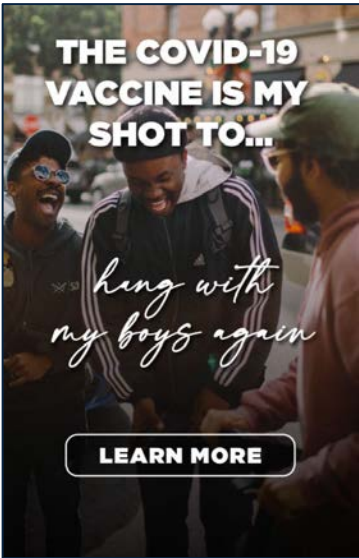 THE COVID-19
VACCINE IS MY
SHOT TO...
hang with
my boys again
LEARN MORE